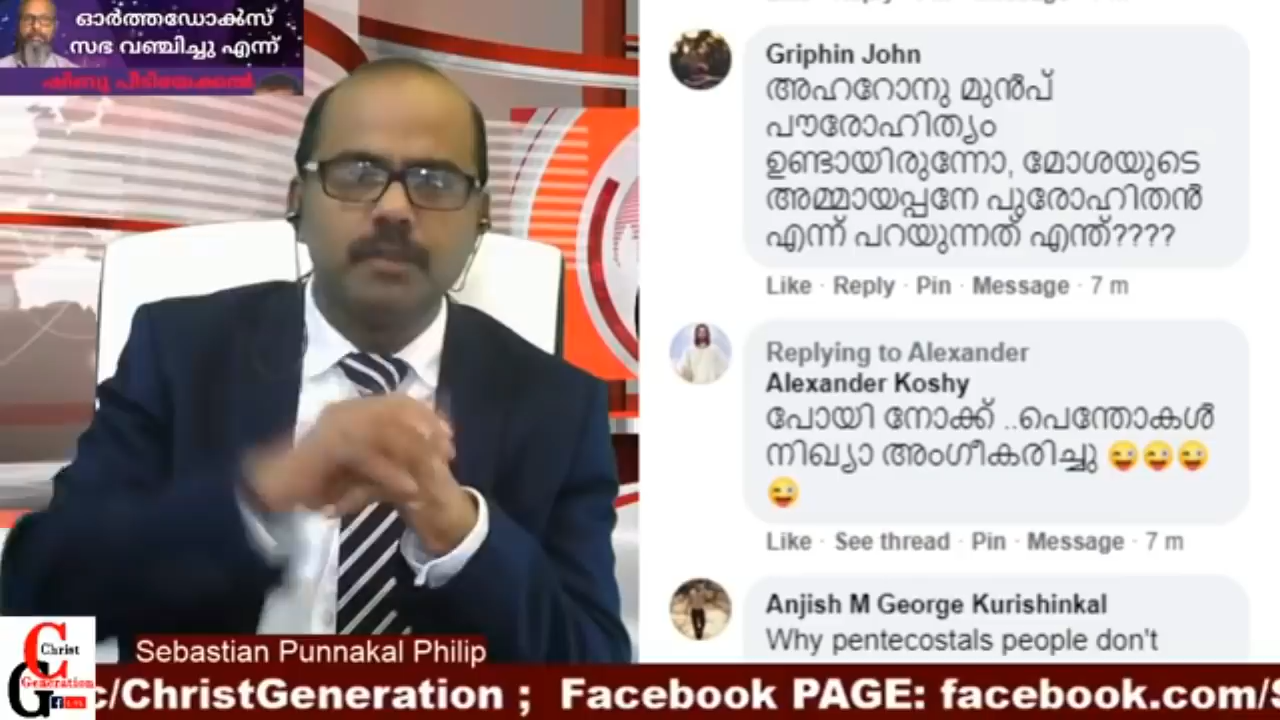 ഓർത്തഡോക്സ്
സഭ വഞ്ചിച്ചു എന്ന്
ഷിബു പീടിയേക്കൽ
Griphin John
അഹറോനു മുൻപ്
പൗരോഹിത്യം
ഉണ്ടായിരുന്നോ, മോശയുടെ
അമ്മായപ്പനേ പുരോഹിതൻ
എന്ന് പറയുന്നത് എന്ത്????
Like · Reply · Pin · Message · 7 m
Replying to Alexander
Alexander Koshy
പോയി നോക്ക് ..പെന്തോകൾ
നിഖ്യാ അംഗീകരിച്ചു 😜😜😜
😜
Like · See thread · Pin · Message · 7 m
Anjish M George Kurishinkal
Why pentecostals people don't
Sebastian Punnakal Philip
Christ
Generation
c/ChristGeneration ; Facebook PAGE: facebook.com/S